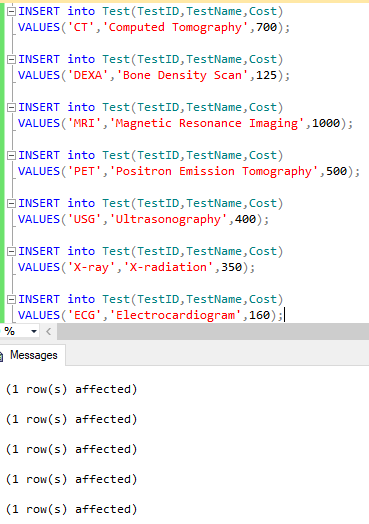 INSERT into Test(TestID,TestName,Cost)
VALUES('CT','Computed Tomography',700);
INSERT into Test(TestID,TestName,Cost)
VALUES('DEXA','Bone Density Scan',125);
INSERT into Test(TestID,TestName,Cost)
VALUES('MRI','Magnetic Resonance Imaging',1000);
INSERT into Test(TestID,TestName,Cost)
VALUES('PET','Positron Emission Tomography',500);
INSERT into Test(TestID,TestName,Cost)
VALUES('USG','Ultrasonography',400);
INSERT into Test(TestID,TestName,Cost)
VALUES('X-ray','X-radiation',350);
INSERT into Test(TestID,TestName,Cost)
VALUES('ECG','Electrocardiogram',160);
%
Messages
(1 row(s) affected)
(1 row(s) affected)
(1 row(s) affected)
(1 row(s) affected)
(1 row(s) affected)